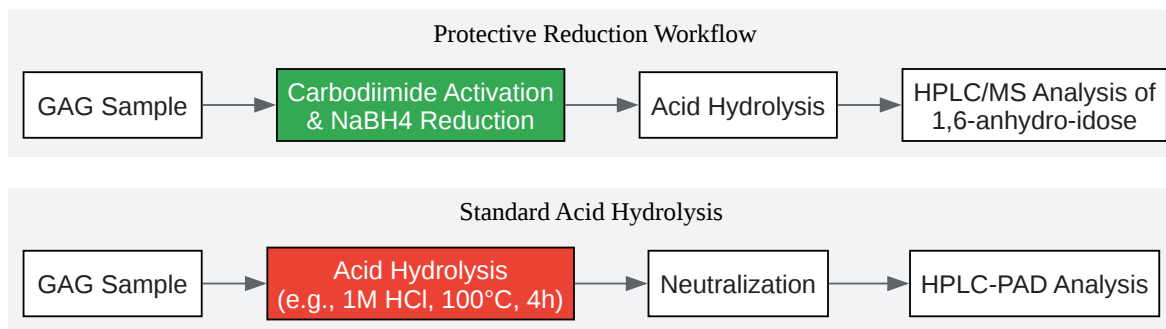 Protective Reduction Workflow
GAG Sample
Carbodiimide Activation
& NaBH4 Reduction
Acid Hydrolysis
HPLC/MS Analysis of
1,6-anhydro-idose
Standard Acid Hydrolysis
GAG Sample
Acid Hydrolysis
(e.g., 1M HCl, 100°C, 4h)
Neutralization
HPLC-PAD Analysis